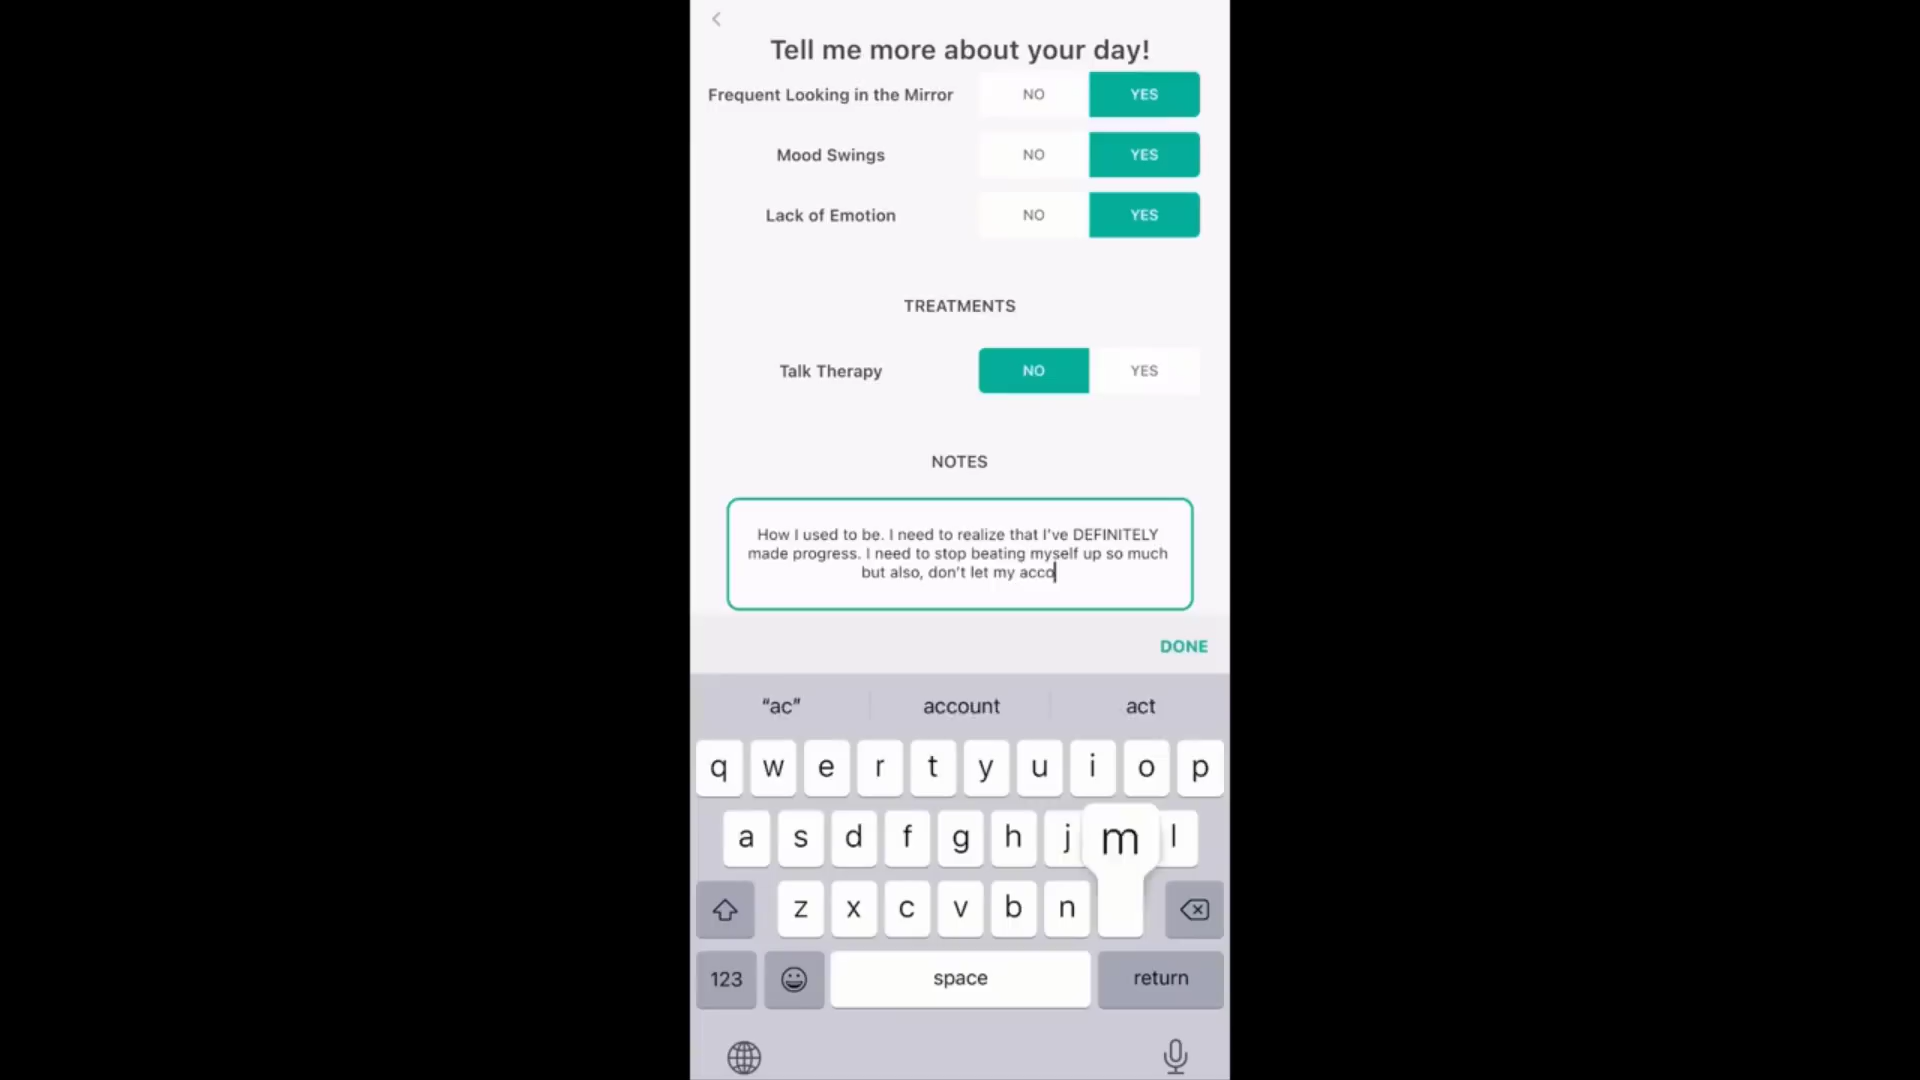 Tell me more about your day!
Frequent Looking in the Mirror NO YES
Mood Swings NO YES
Lack of Emotion NO YES
TREATMENTS
Talk Therapy NO YES
NOTES
How I used to be. I need to realize that I've DEFINITELY
made progress. I need to stop beating myself up so much
but also, don't let my acco
DONE
“ac” account act
q w e r t y u i o p
a s d f g h j l
z x c v b n m
123 space return